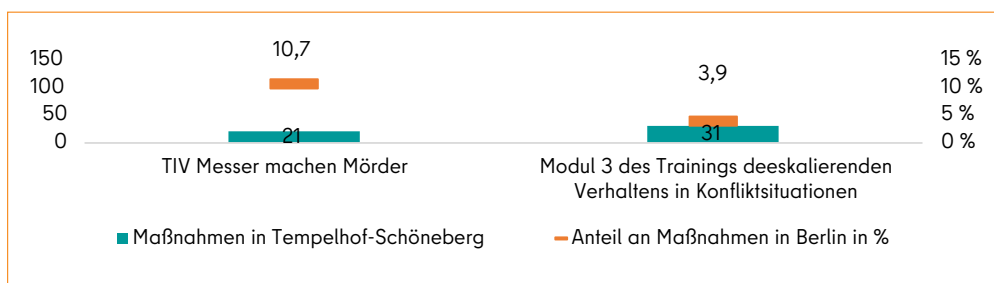 10,7
3,9
150
100
50
0
15 %
10 %
5 %
0 %
21
31
TIV Messer machen Mörder
Modul 3 des Trainings deeskalierenden
Verhaltens in Konfliktsituationen
Maßnahmen in Tempelhof-Schöneberg
Anteil an Maßnahmen in Berlin in %